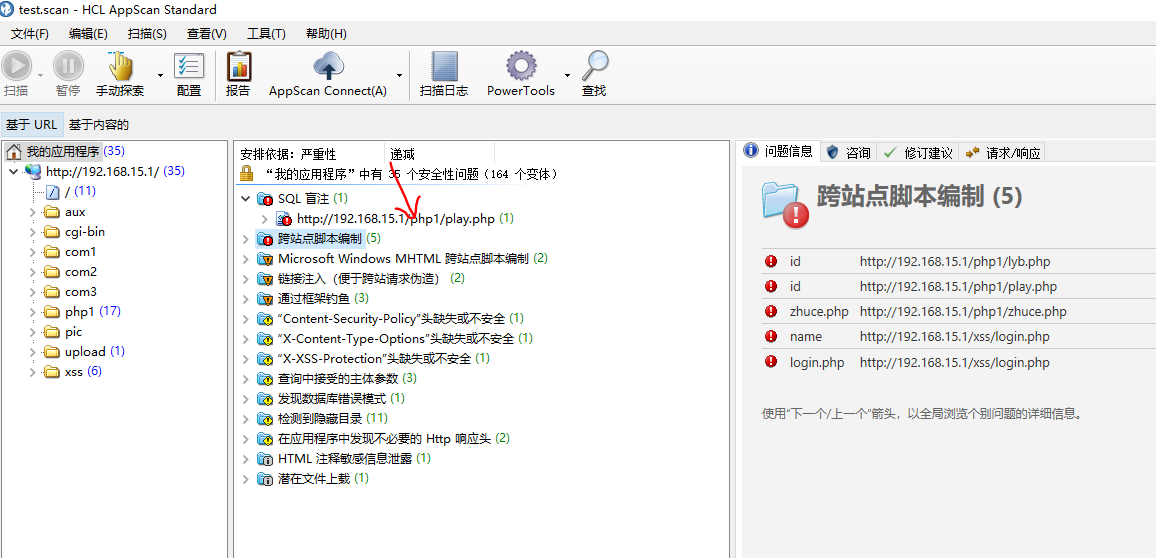 test.scan - HCL AppScan Standard
文件(F) 编辑(E) 扫描(S) 查看(V) 工具(T) 帮助(H)
扫描 暂停 手动探索 配置 报告 AppScan Connect(A) 扫描日志 PowerTools 查找
基于 URL 基于内容的
我的应用程序 (35)
http://192.168.15.1/ (35)
/ (11)
aux
cgi-bin
com1
com2
com3
php1 (17)
pic
upload (1)
xss (6)
安排依据: 严重性 递减
“我的应用程序”中有 35 个安全性问题(164 个变体)
SQL 盲注 (1)
http://192.168.15.1/php1/play.php (1)
跨站点脚本编制 (5)
Microsoft Windows MHTML 跨站点脚本编制 (2)
链接注入（便于跨站请求伪造） (2)
通过框架钓鱼 (3)
“Content-Security-Policy”头缺失或不安全 (1)
“X-Content-Type-Options”头缺失或不安全 (1)
“X-XSS-Protection”头缺失或不安全 (1)
查询中接受的主体参数 (3)
发现数据库错误模式 (1)
检测到隐藏目录 (11)
在应用程序中发现不必要的 Http 响应头 (2)
HTML 注释敏感信息泄露 (1)
潜在文件上载 (1)
问题信息 咨询 修订建议 请求/响应
跨站点脚本编制 (5)
id http://192.168.15.1/php1/lyb.php
id http://192.168.15.1/php1/play.php
zhuce.php http://192.168.15.1/php1/zhuce.php
name http://192.168.15.1/xss/login.php
login.php http://192.168.15.1/xss/login.php
使用“下一个/上一个”箭头，以全局浏览个别问题的详细信息。